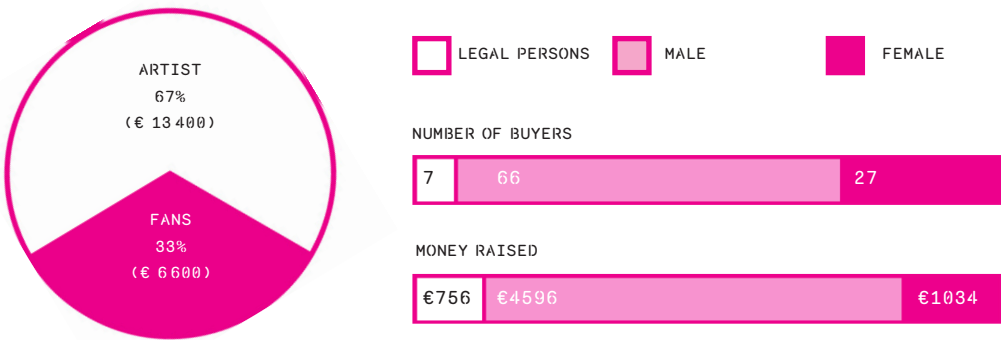 ARTIST
67%
(€ 13 400)
FANS
33%
(€ 6 600)
LEGAL PERSONS MALE FEMALE
NUMBER OF BUYERS
7 66 27
MONEY RAISED
€756 €4596 €1034